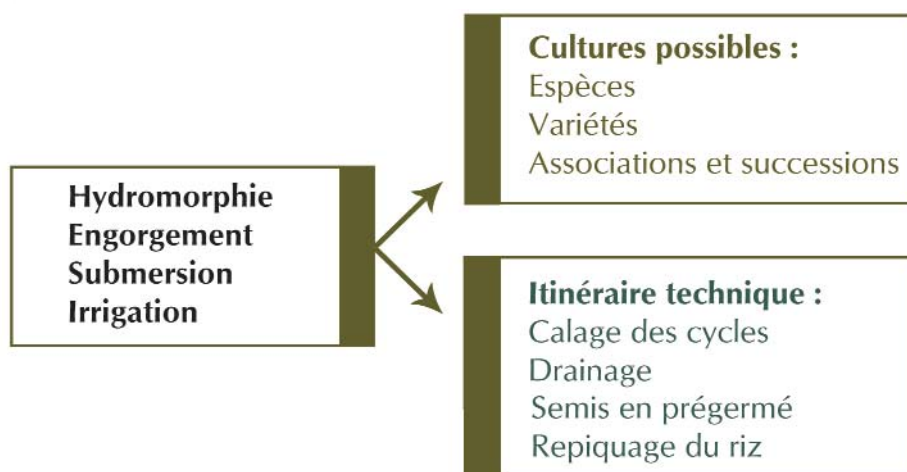 Hydromorphie
Engorgement
Submersion
Irrigation
Cultures possibles :
Espèces
Variétés
Associations et successions
Itinéraire technique :
Calage des cycles
Drainage
Semis en prégermé
Repiquage du riz